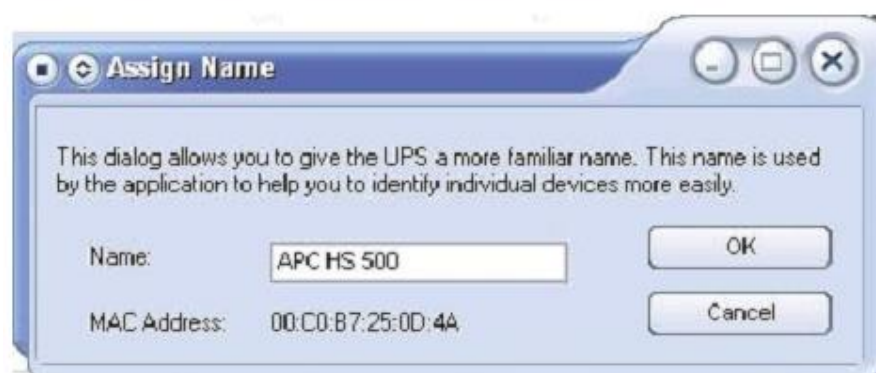 Assign Name
This dialog allows you to give the UPS a more familiar name. This name is used
by the application to help you to identify individual devices more easily.
Name: APC HS 500 OK
MAC Address: 00:C0:B7:25:0D:4A Cancel